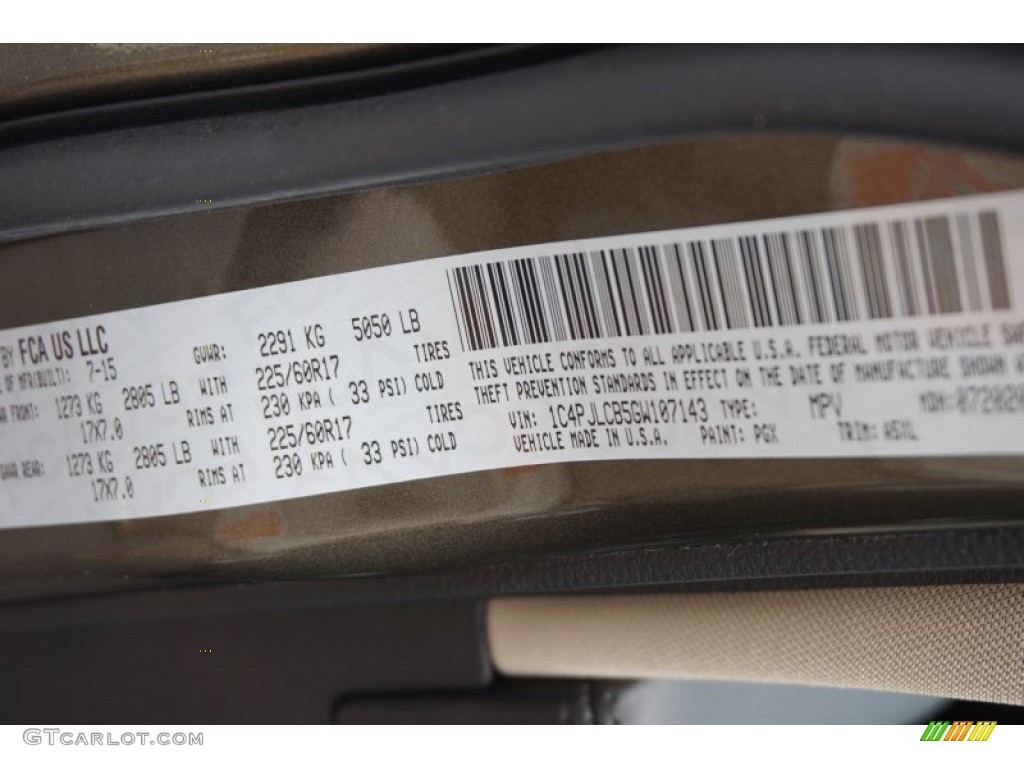 BY FCA US LLC
OF MFR(BUILT): 7-15
GVWR: 2291 KG 5050 LB
FRONT: 1273 KG 2805 LB WITH 225/60R17 TIRES
17X7.0 RIMS AT 230 KPA ( 33 PSI) COLD
GAWR REAR: 1273 KG 2805 LB WITH 225/60R17 TIRES
17X7.0 RIMS AT 230 KPA ( 33 PSI) COLD
THIS VEHICLE CONFORMS TO ALL APPLICABLE U.S.A. FEDERAL MOTOR VEHICLE
THEFT PREVENTION STANDARDS IN EFFECT ON THE DATE OF MANUFACTURE SHOWN
VIN: 1C4PJLCB5GW107143 TYPE: MPV MDH: 072020
VEHICLE MADE IN U.S.A. PAINT: PGX TRIM: A5XL
GTCARLOT.COM